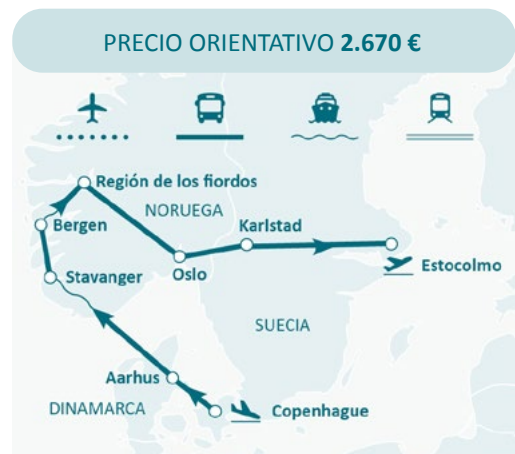 PRECIO ORIENTATIVO 2.670 €
Región de los fiordos
NORUEGA
Bergen
Karlstad
Oslo
Estocolmo
Stavanger
SUECIA
Aarhus
DINAMARCA
Copenhague